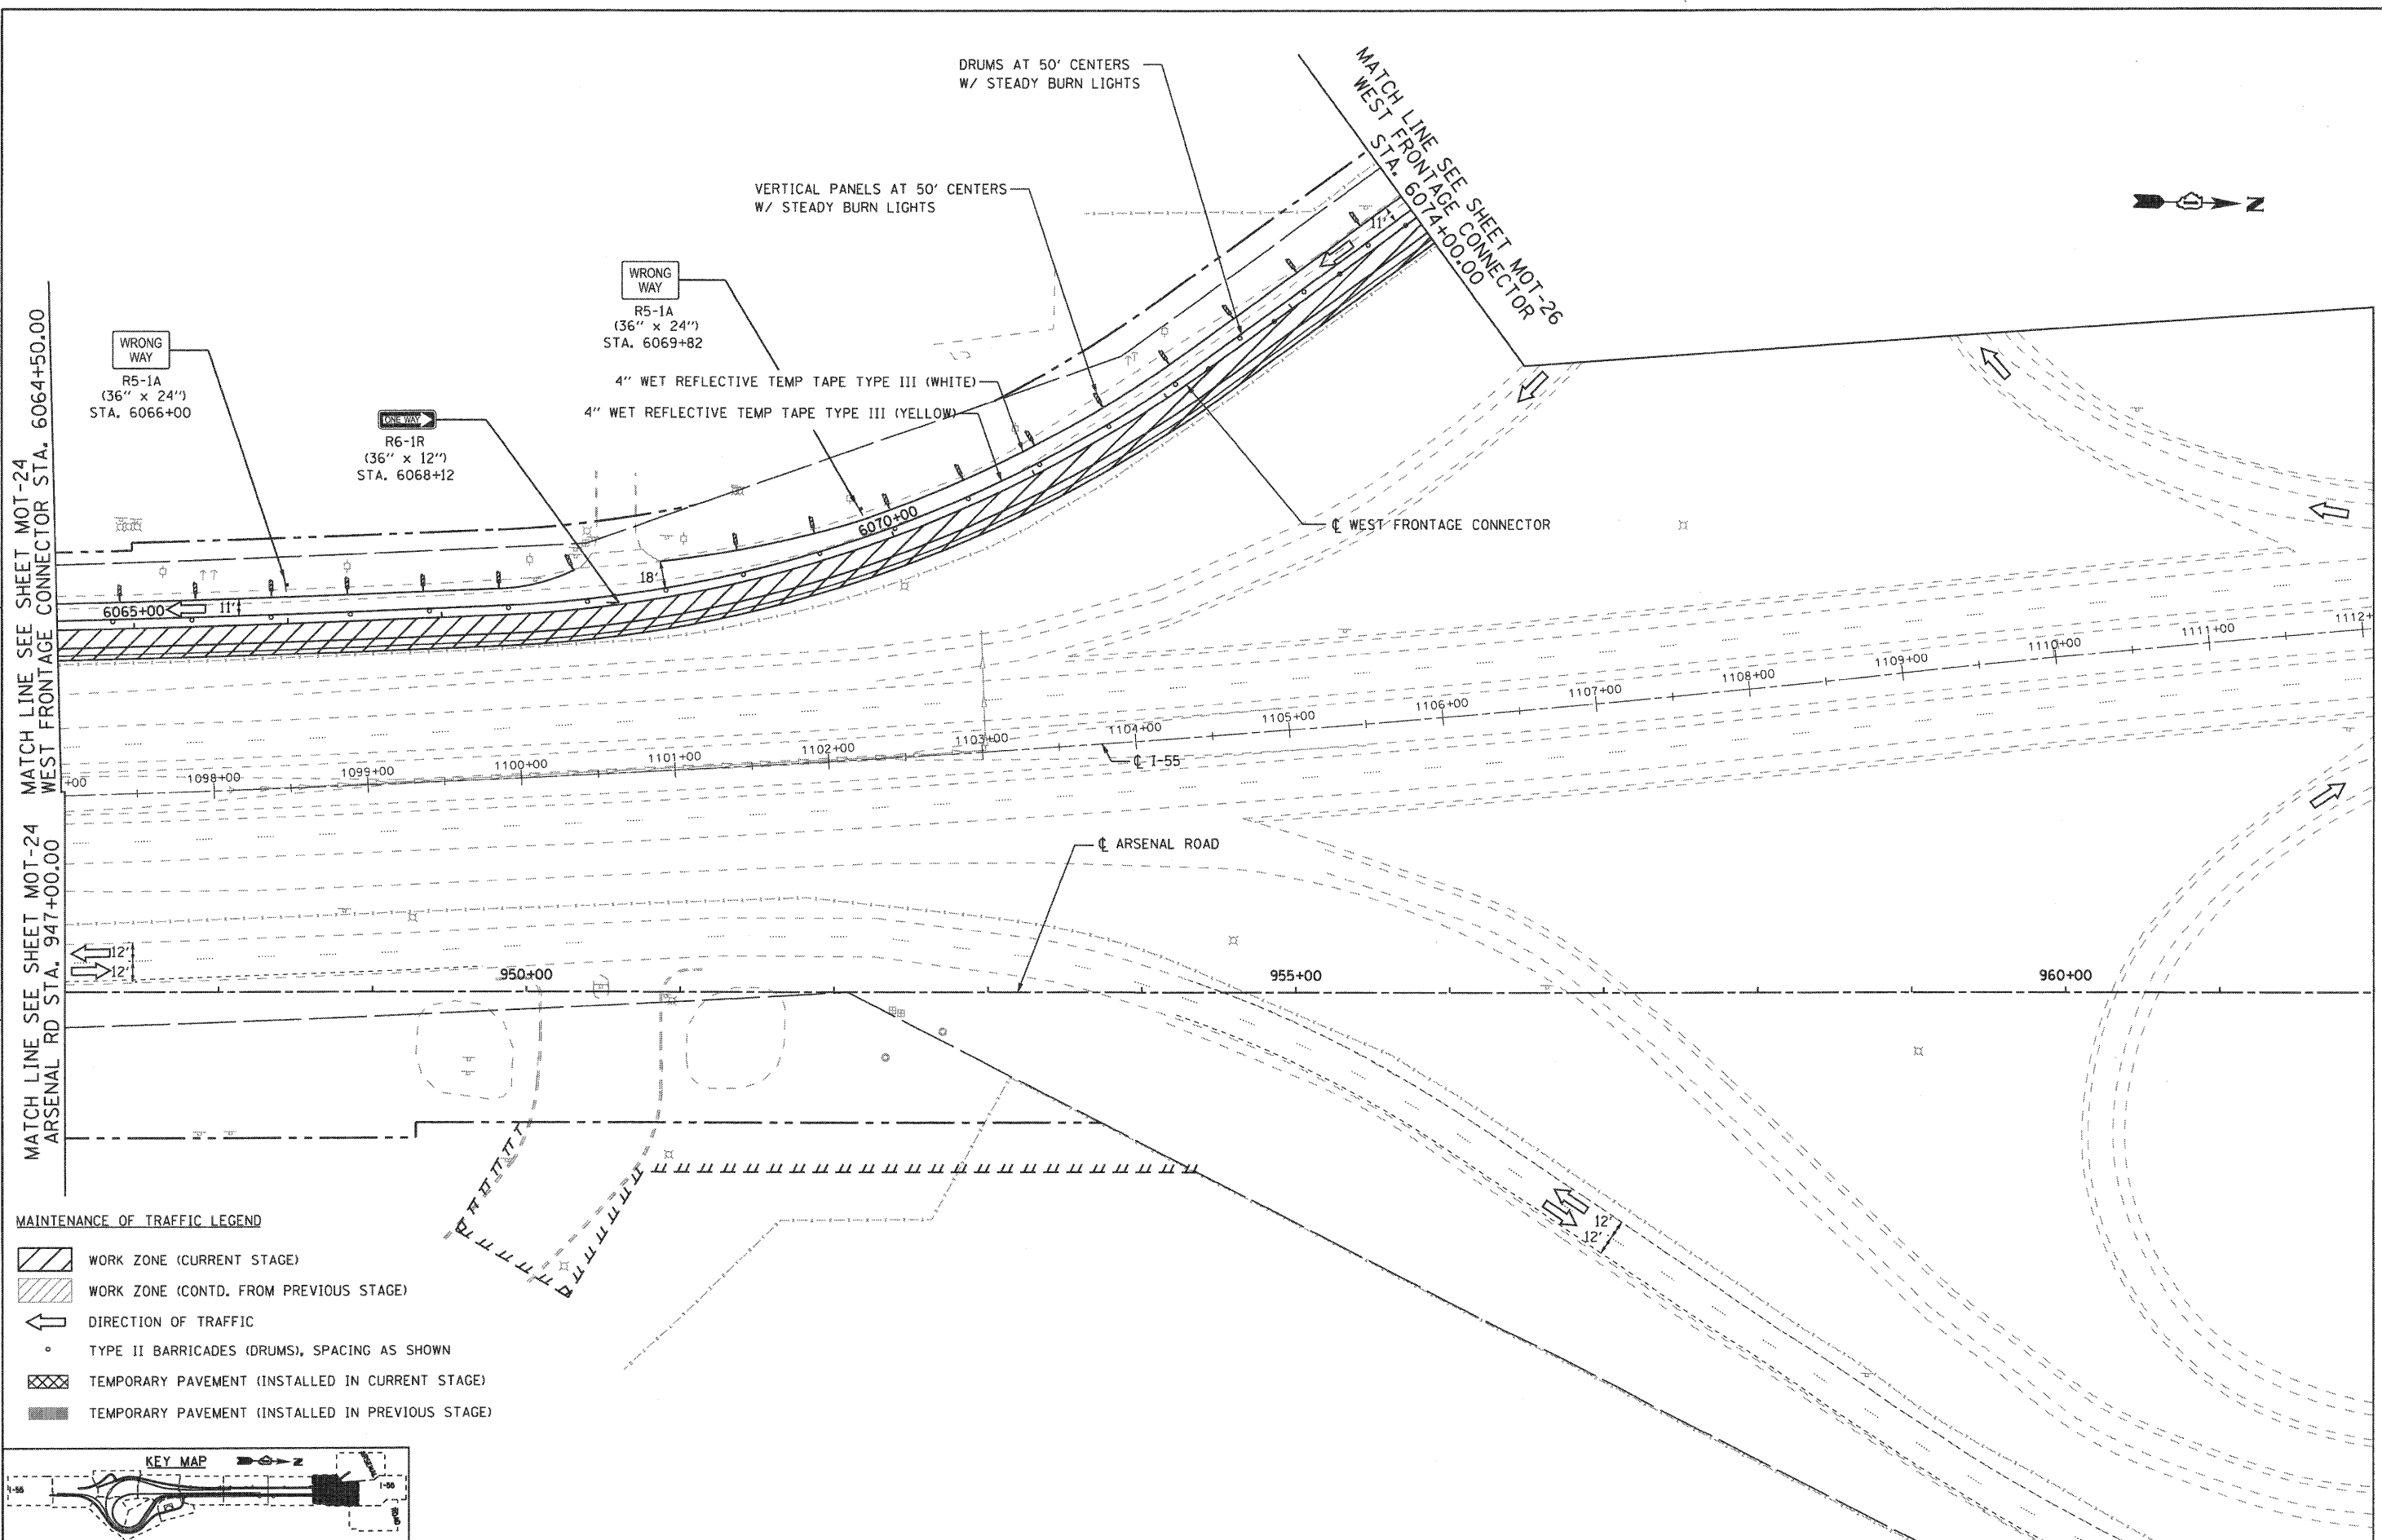 DRUMS AT 50' CENTERS
W/ STEADY BURN LIGHTS
MATCH LINE SEE SHEET MOT-26
WEST FRONTAGE CONNECTOR
STA. 6074+00.00
N
VERTICAL PANELS AT 50' CENTERS
W/ STEADY BURN LIGHTS
11'
WRONG
WAY
R5-1A
(36" x 24")
STA. 6069+82
WRONG
WAY
R5-1A
(36" x 24")
STA. 6066+00
4" WET REFLECTIVE TEMP TAPE TYPE III (WHITE)
4" WET REFLECTIVE TEMP TAPE TYPE III (YELLOW)
ONE WAY
R6-1R
(36" x 12")
STA. 6068+12
MATCH LINE SEE SHEET MOT-24
WEST FRONTAGE CONNECTOR STA. 6064+50.00
6070+00
℄ WEST FRONTAGE CONNECTOR
18'
6065+00
11'
1112+
1111+00
1110+00
1109+00
1108+00
1107+00
1106+00
1105+00
1104+00
1103+00
1102+00
1101+00
1100+00
1099+00
1098+00
+00
℄ I-55
MATCH LINE SEE SHEET MOT-24
ARSENAL RD STA. 947+00.00
℄ ARSENAL ROAD
12'
12'
950+00
955+00
960+00
12'
12'
MAINTENANCE OF TRAFFIC LEGEND
WORK ZONE (CURRENT STAGE)
WORK ZONE (CONTD. FROM PREVIOUS STAGE)
DIRECTION OF TRAFFIC
TYPE II BARRICADES (DRUMS), SPACING AS SHOWN
TEMPORARY PAVEMENT (INSTALLED IN CURRENT STAGE)
TEMPORARY PAVEMENT (INSTALLED IN PREVIOUS STAGE)
KEY MAP
N
I-55
I-55